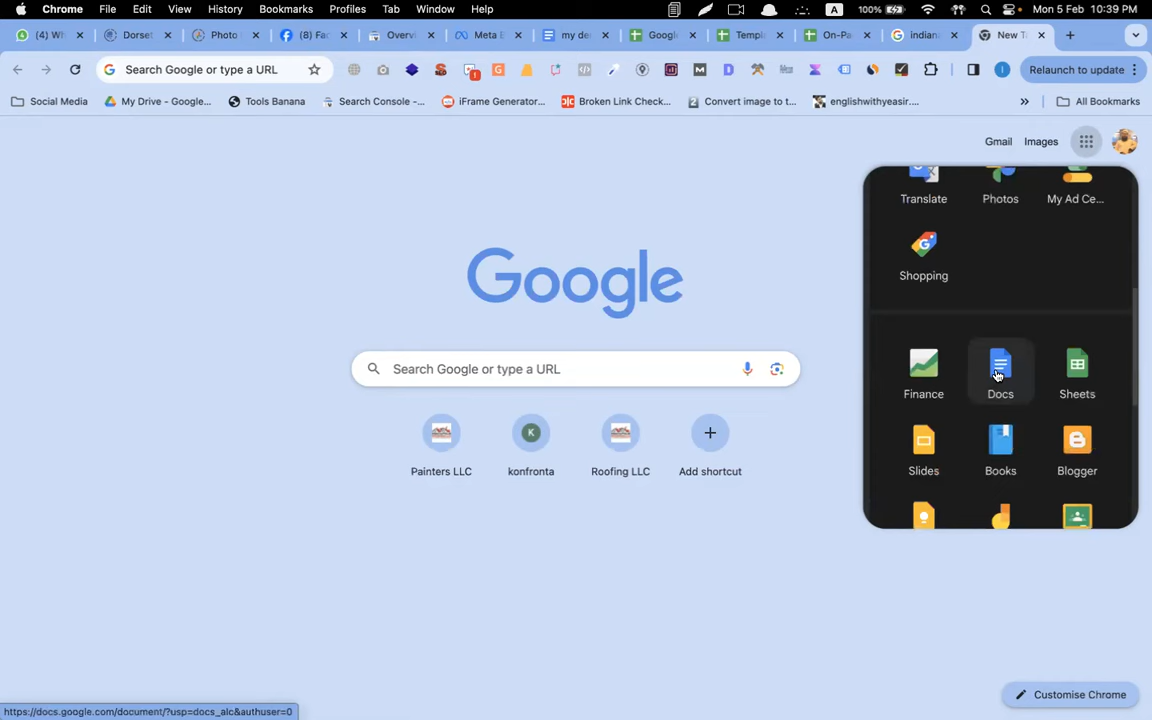 Chrome File Edit View History Bookmarks Profiles Tab Window Help A 100% Mon 5 Feb 10:39 PM
(4) Wh Dorset Photo (8) Fac Overvi Meta B my de Google Templ On-Pa indiana New Ta
Search Google or type a URL Relaunch to update
Social Media My Drive - Google... Tools Banana Search Console -... iFrame Generator... Broken Link Check... Convert image to t... englishwithyeasir.... » All Bookmarks
Gmail Images
Translate Photos My Ad Ce...
Shopping
Google
Search Google or type a URL
Finance Docs Sheets
Painters LLC konfronta Roofing LLC Add shortcut
Slides Books Blogger
Customise Chrome
https://docs.google.com/document/?usp=docs_alc&authuser=0